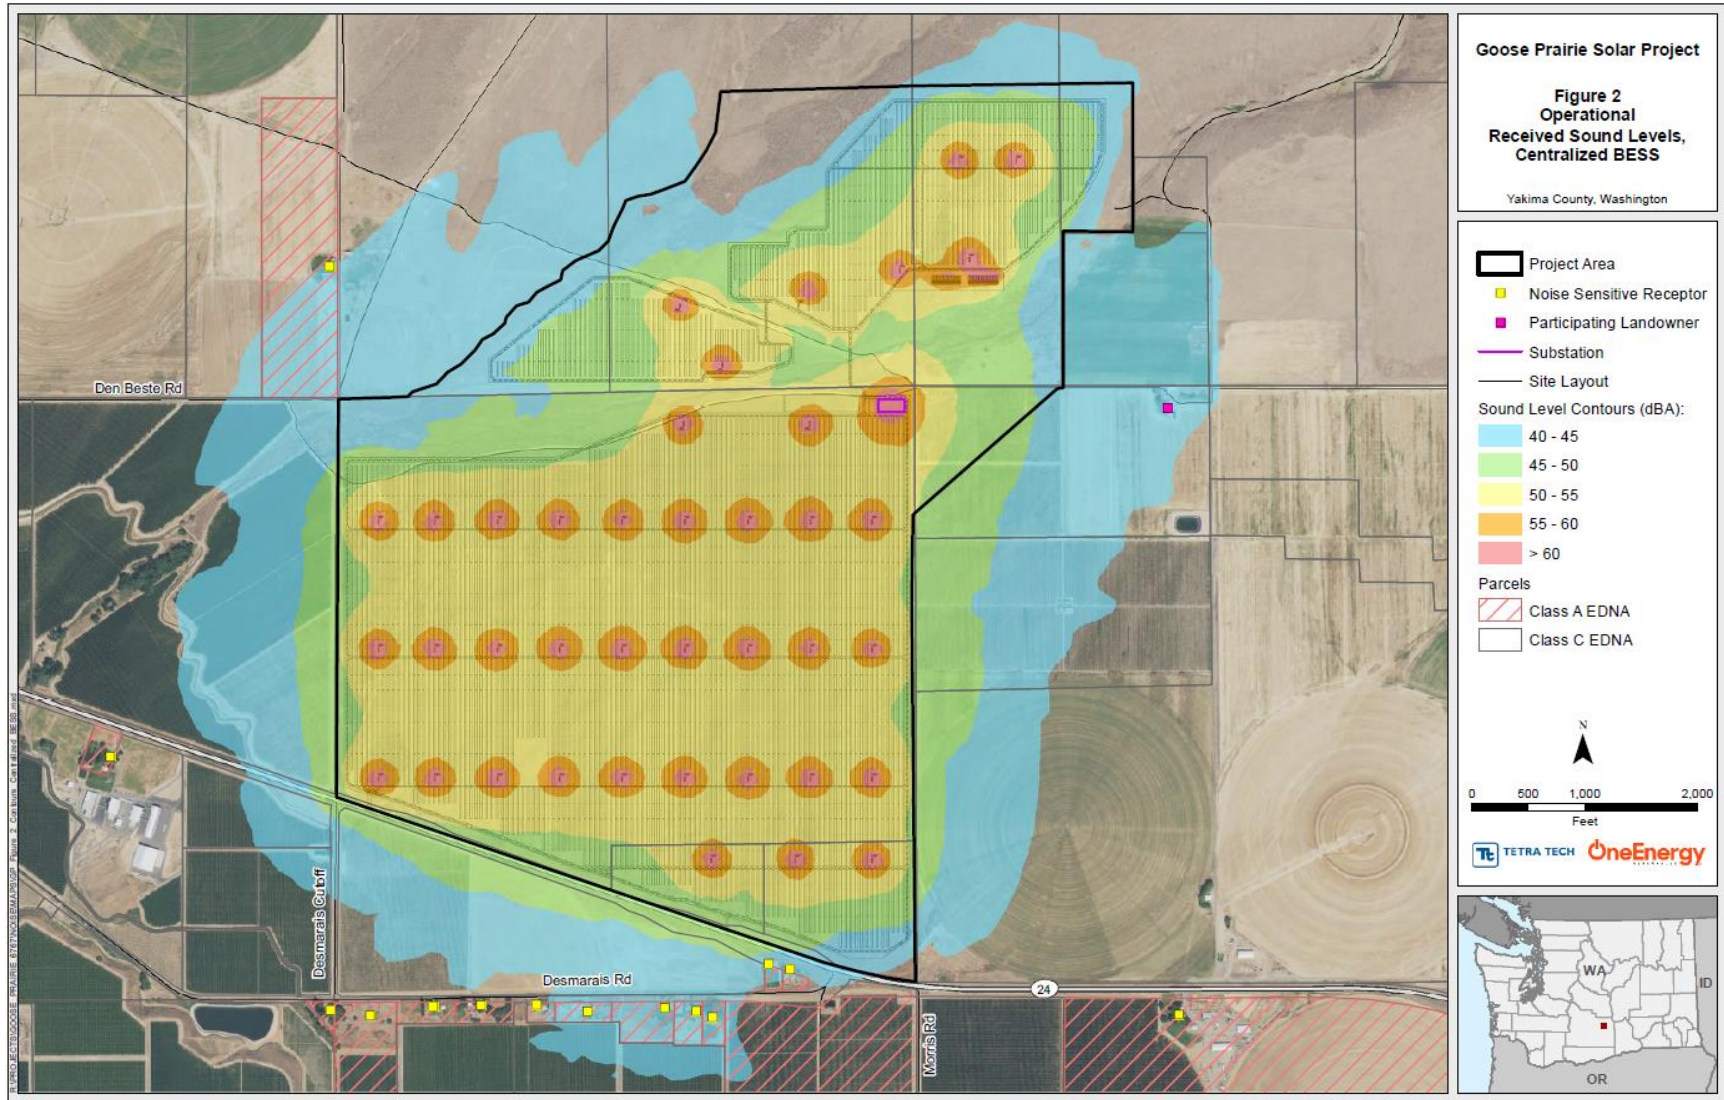 Goose Prairie Solar Project
Figure 2
Operational
Received Sound Levels,
Centralized BESS
Yakima County, Washington
Project Area
Noise Sensitive Receptor
Participating Landowner
Substation
Site Layout
Sound Level Contours (dBA):
40 - 45
45 - 50
50 - 55
55 - 60
> 60
Parcels
Class A EDNA
Class C EDNA
N
0 500 1,000 2,000
Feet
Tt TETRA TECH OneEnergy
WA
ID
OR
Den Beste Rd
Desmarais Cutoff
Desmarais Rd
24
Morris Rd